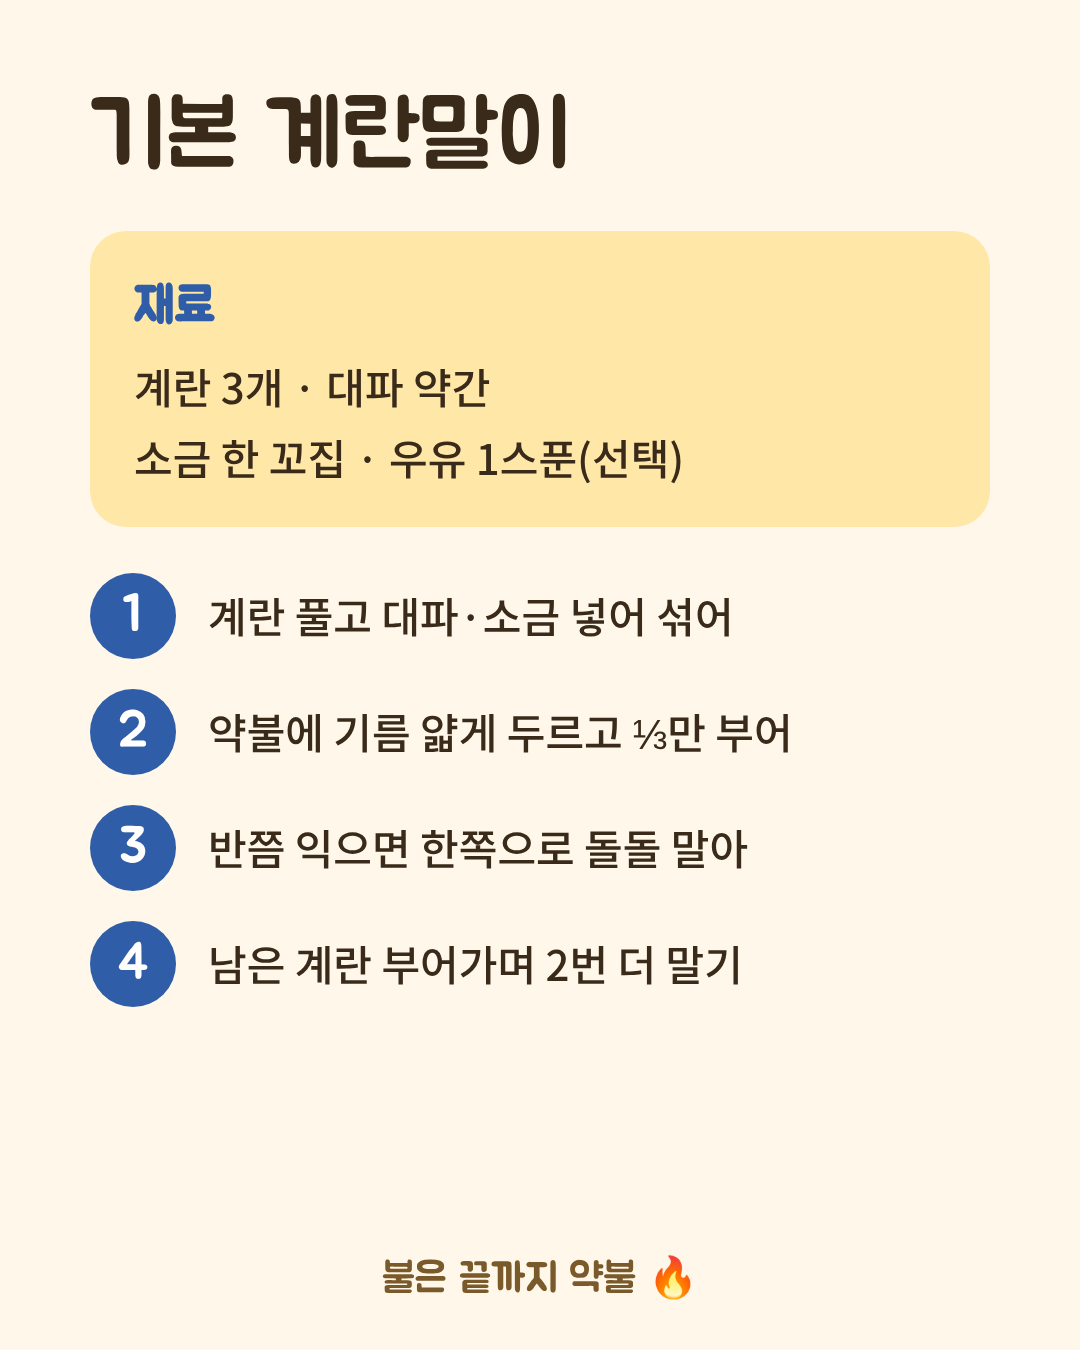 기본 계란말이
재료
계란 3개 · 대파 약간
소금 한 꼬집 · 우유 1스푼(선택)
1 계란 풀고 대파·소금 넣어 섞어
2 약불에 기름 얇게 두르고 ⅓만 부어
3 반쯤 익으면 한쪽으로 돌돌 말아
4 남은 계란 부어가며 2번 더 말기
불은 끝까지 약불 🔥